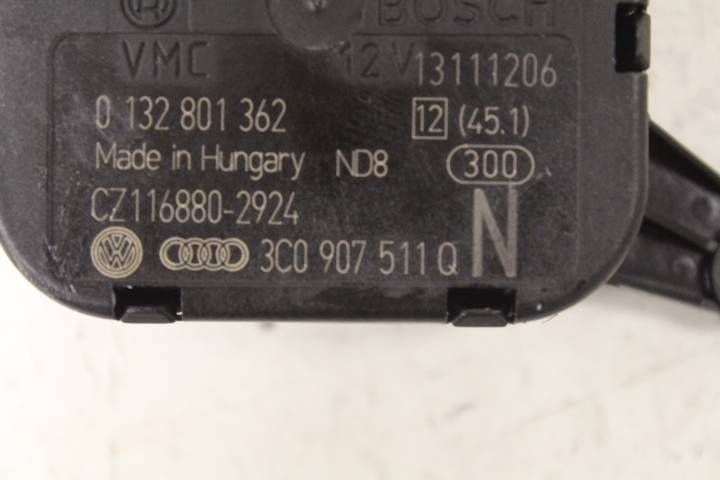 BOSCH
VMC 12V 13111206
0 132 801 362 12 (45.1)
Made in Hungary ND8 300
CZ116880-2924
3C0 907 511 Q N